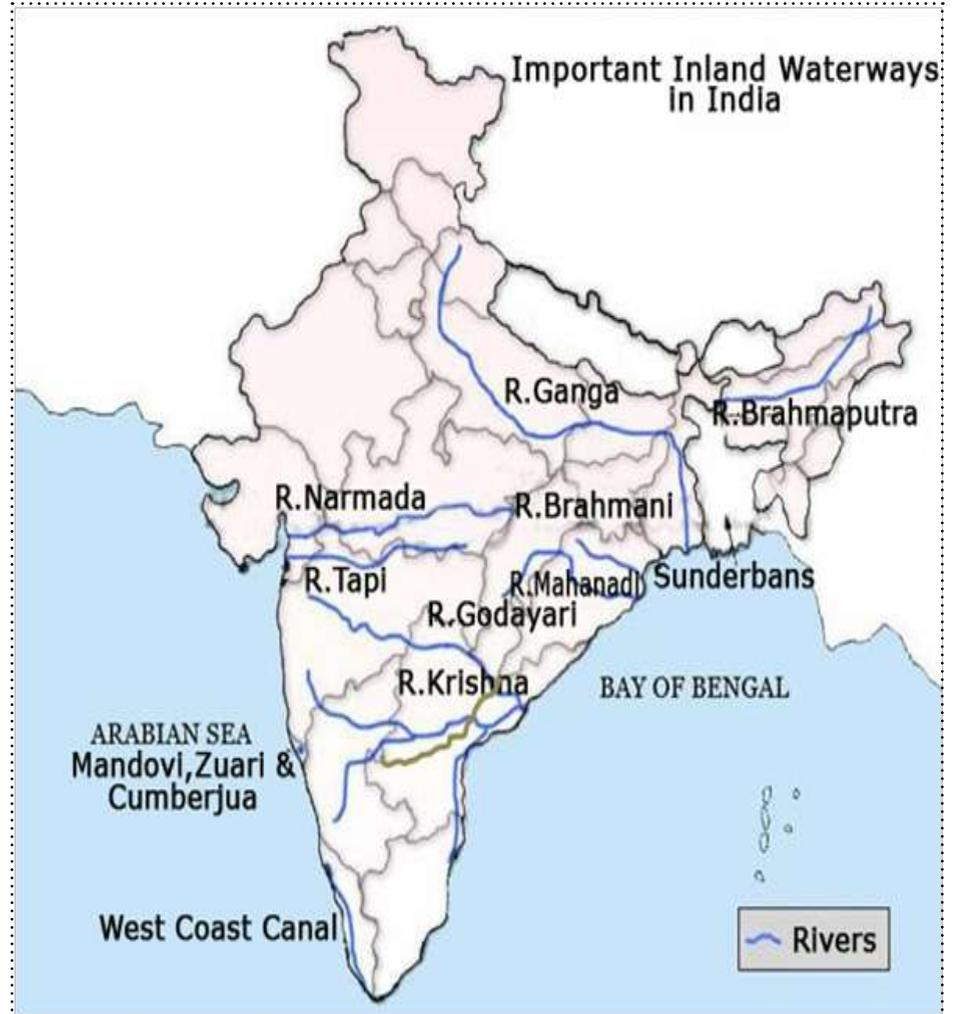 Important Inland Waterways
in India
R.Ganga
R.Brahmaputra
R.Narmada
R.Brahmani
R.Tapi
R.Mahanadi
Sunderbans
R.Godayari
R.Krishna
BAY OF BENGAL
ARABIAN SEA
Mandovi,Zuari &
Cumberjua
West Coast Canal
Rivers